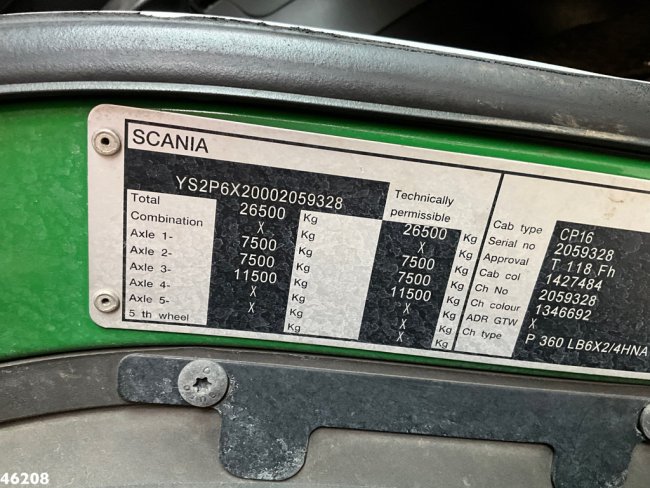 SCANIA
YS2P6X20002059328
Technically permissible
Total 26500 Kg 26500 Kg
Combination X Kg X Kg
Axle 1- 7500 Kg 7500 Kg
Axle 2- 7500 Kg 7500 Kg
Axle 3- 11500 Kg 11500 Kg
Axle 4- X Kg X Kg
Axle 5- X Kg X Kg
5 th wheel Kg X Kg
Cab type CP16
Serial no 2059328
Approval T 118 Fh
Cab col 1427484
Ch No 2059328
Ch colour 1346692
ADR GTW X
Ch type P 360 LB6X2/4HNA
46208